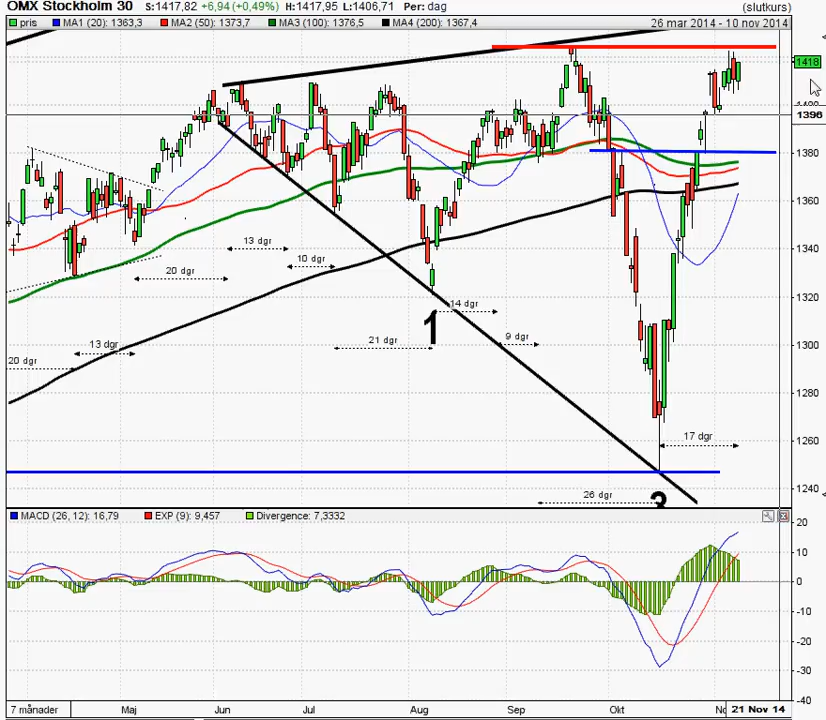 OMX Stockholm 30 S:1417,82 +6,94 (+0,49%) H:1417,95 L:1406,71 Per: dag (slutkurs)
pris MA1 (20): 1363,3 MA2 (50): 1373,7 MA3 (100): 1376,5 MA4 (200): 1367,4 26 mar 2014 - 10 nov 2014
1418
1396
1380
1360
1340
1320
1300
1280
1260
1240
13 dgr
10 dgr
20 dgr
14 dgr
1
9 dgr
21 dgr
13 dgr
20 dgr
17 dgr
26 dgr
3
MACD (26, 12): 16,79 EXP (9): 9,457 Divergence: 7,3332
20
10
0
-10
-20
-30
-40
7 månader Maj Jun Jul Aug Sep Okt 21 Nov 14